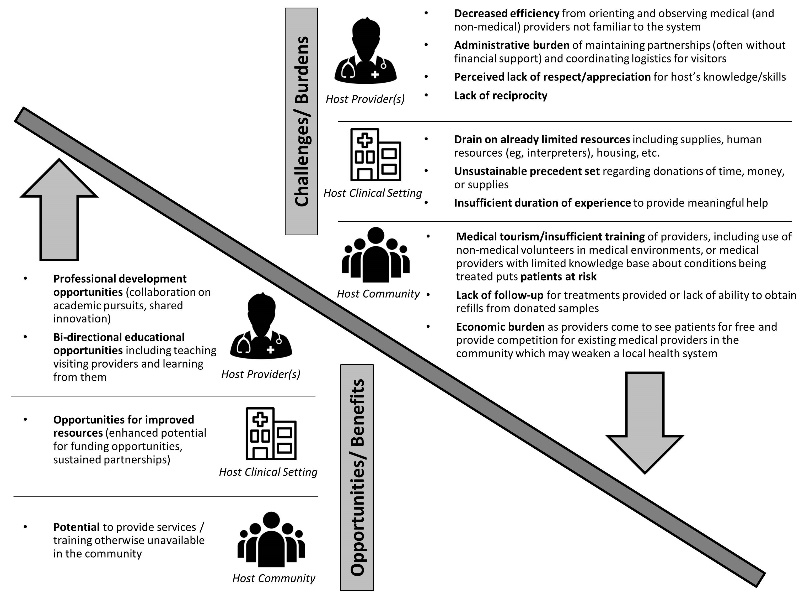 Challenges/ Burdens
Host Provider(s)
• Decreased efficiency from orienting and observing medical (and
non-medical) providers not familiar to the system
• Administrative burden of maintaining partnerships (often without
financial support) and coordinating logistics for visitors
• Perceived lack of respect/appreciation for host's knowledge/skills
• Lack of reciprocity
Host Clinical Setting
• Drain on already limited resources including supplies, human
resources (eg, interpreters), housing, etc.
• Unsustainable precedent set regarding donations of time, money,
or supplies
• Insufficient duration of experience to provide meaningful help
Host Community
• Medical tourism/insufficient training of providers, including use of
non-medical volunteers in medical environments, or medical
providers with limited knowledge base about conditions being
treated puts patients at risk
• Lack of follow-up for treatments provided or lack of ability to obtain
refills from donated samples
• Economic burden as providers come to see patients for free and
provide competition for existing medical providers in the
community which may weaken a local health system
• Professional development
opportunities (collaboration on
academic pursuits, shared
innovation)
• Bi-directional educational
opportunities including teaching
visiting providers and learning
from them
Host Provider(s)
• Opportunities for improved
resources (enhanced potential
for funding opportunities,
sustained partnerships)
Host Clinical Setting
• Potential to provide services /
training otherwise unavailable
in the community
Host Community
Opportunities/ Benefits